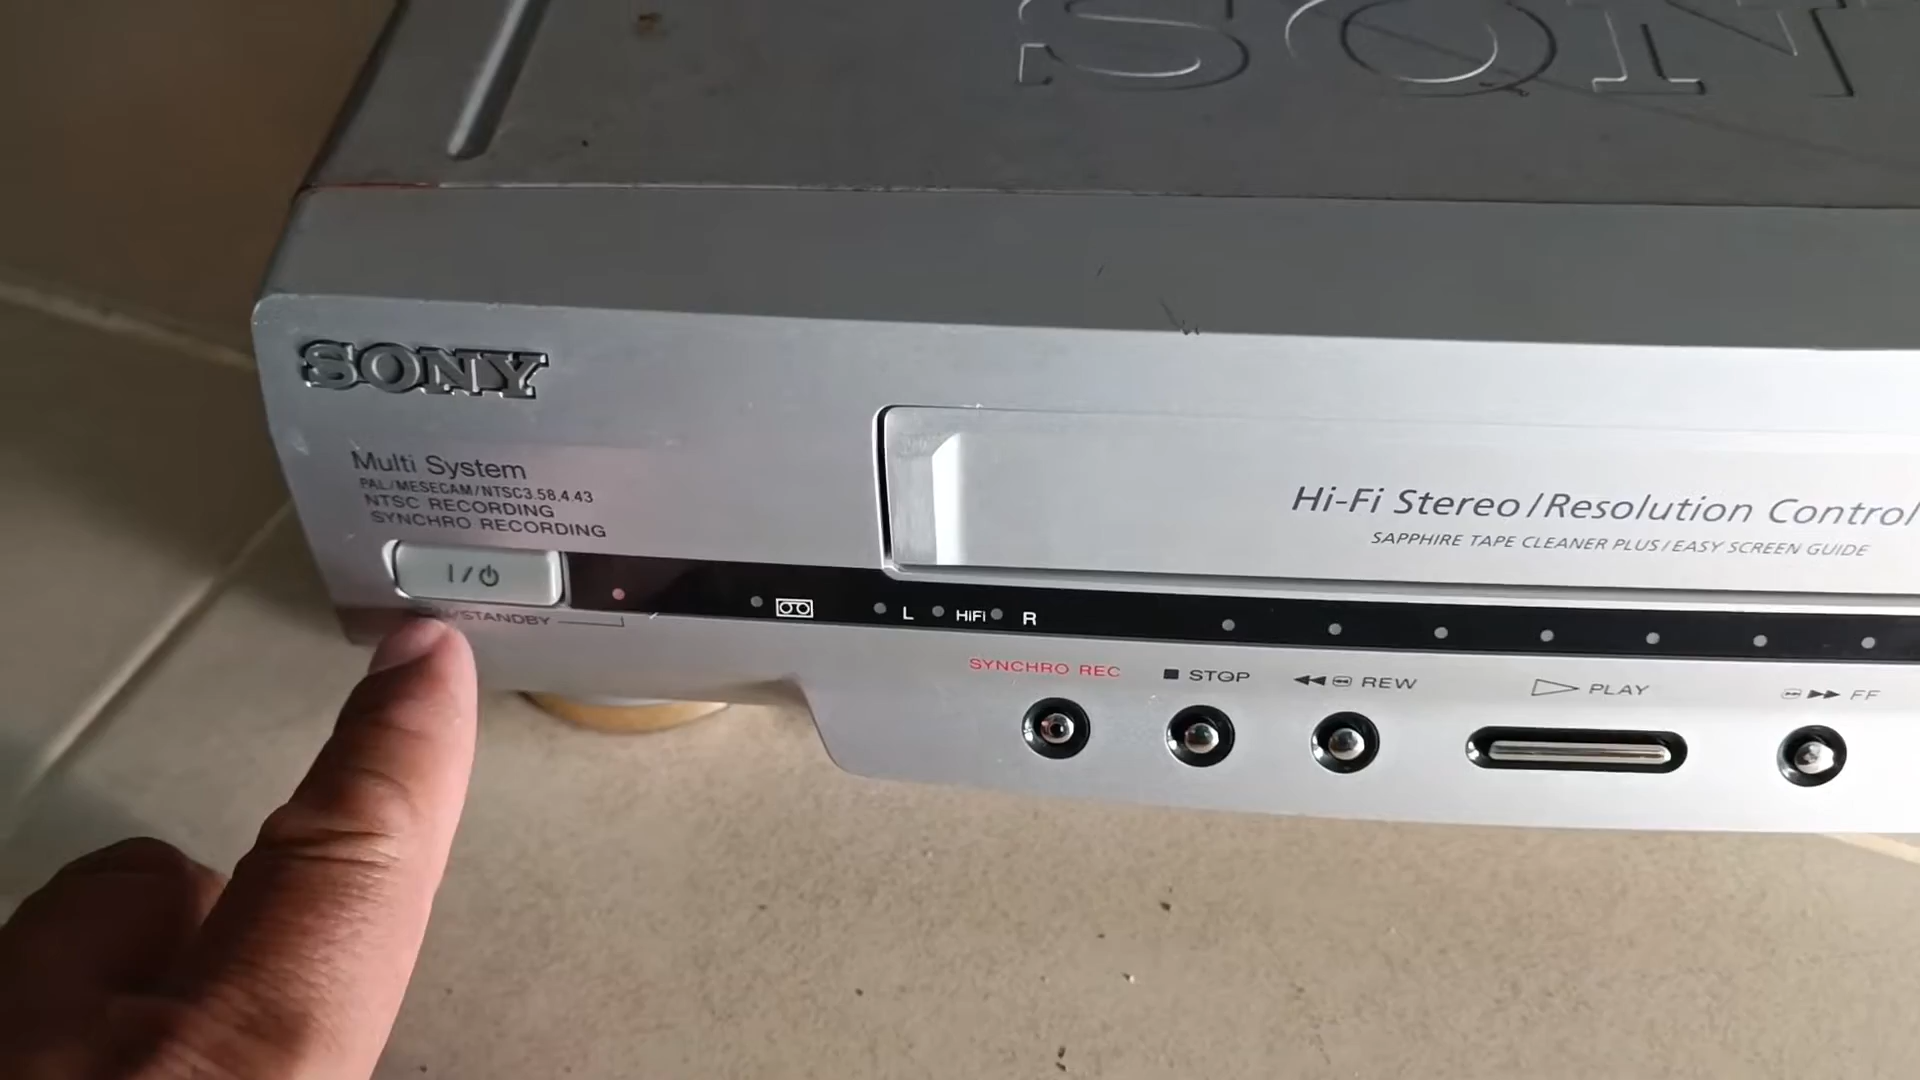 SONY
SONY
Multi System
PAL/MESECAM/NTSC3.58,4.43
NTSC RECORDING
SYNCHRO RECORDING
Hi-Fi Stereo/Resolution Control
SAPPHIRE TAPE CLEANER PLUS/EASY SCREEN GUIDE
I/⏻
/STANDBY
L HiFi R
SYNCHRO REC ■ STOP ◀◀ REW ▷ PLAY ▶▶ FF